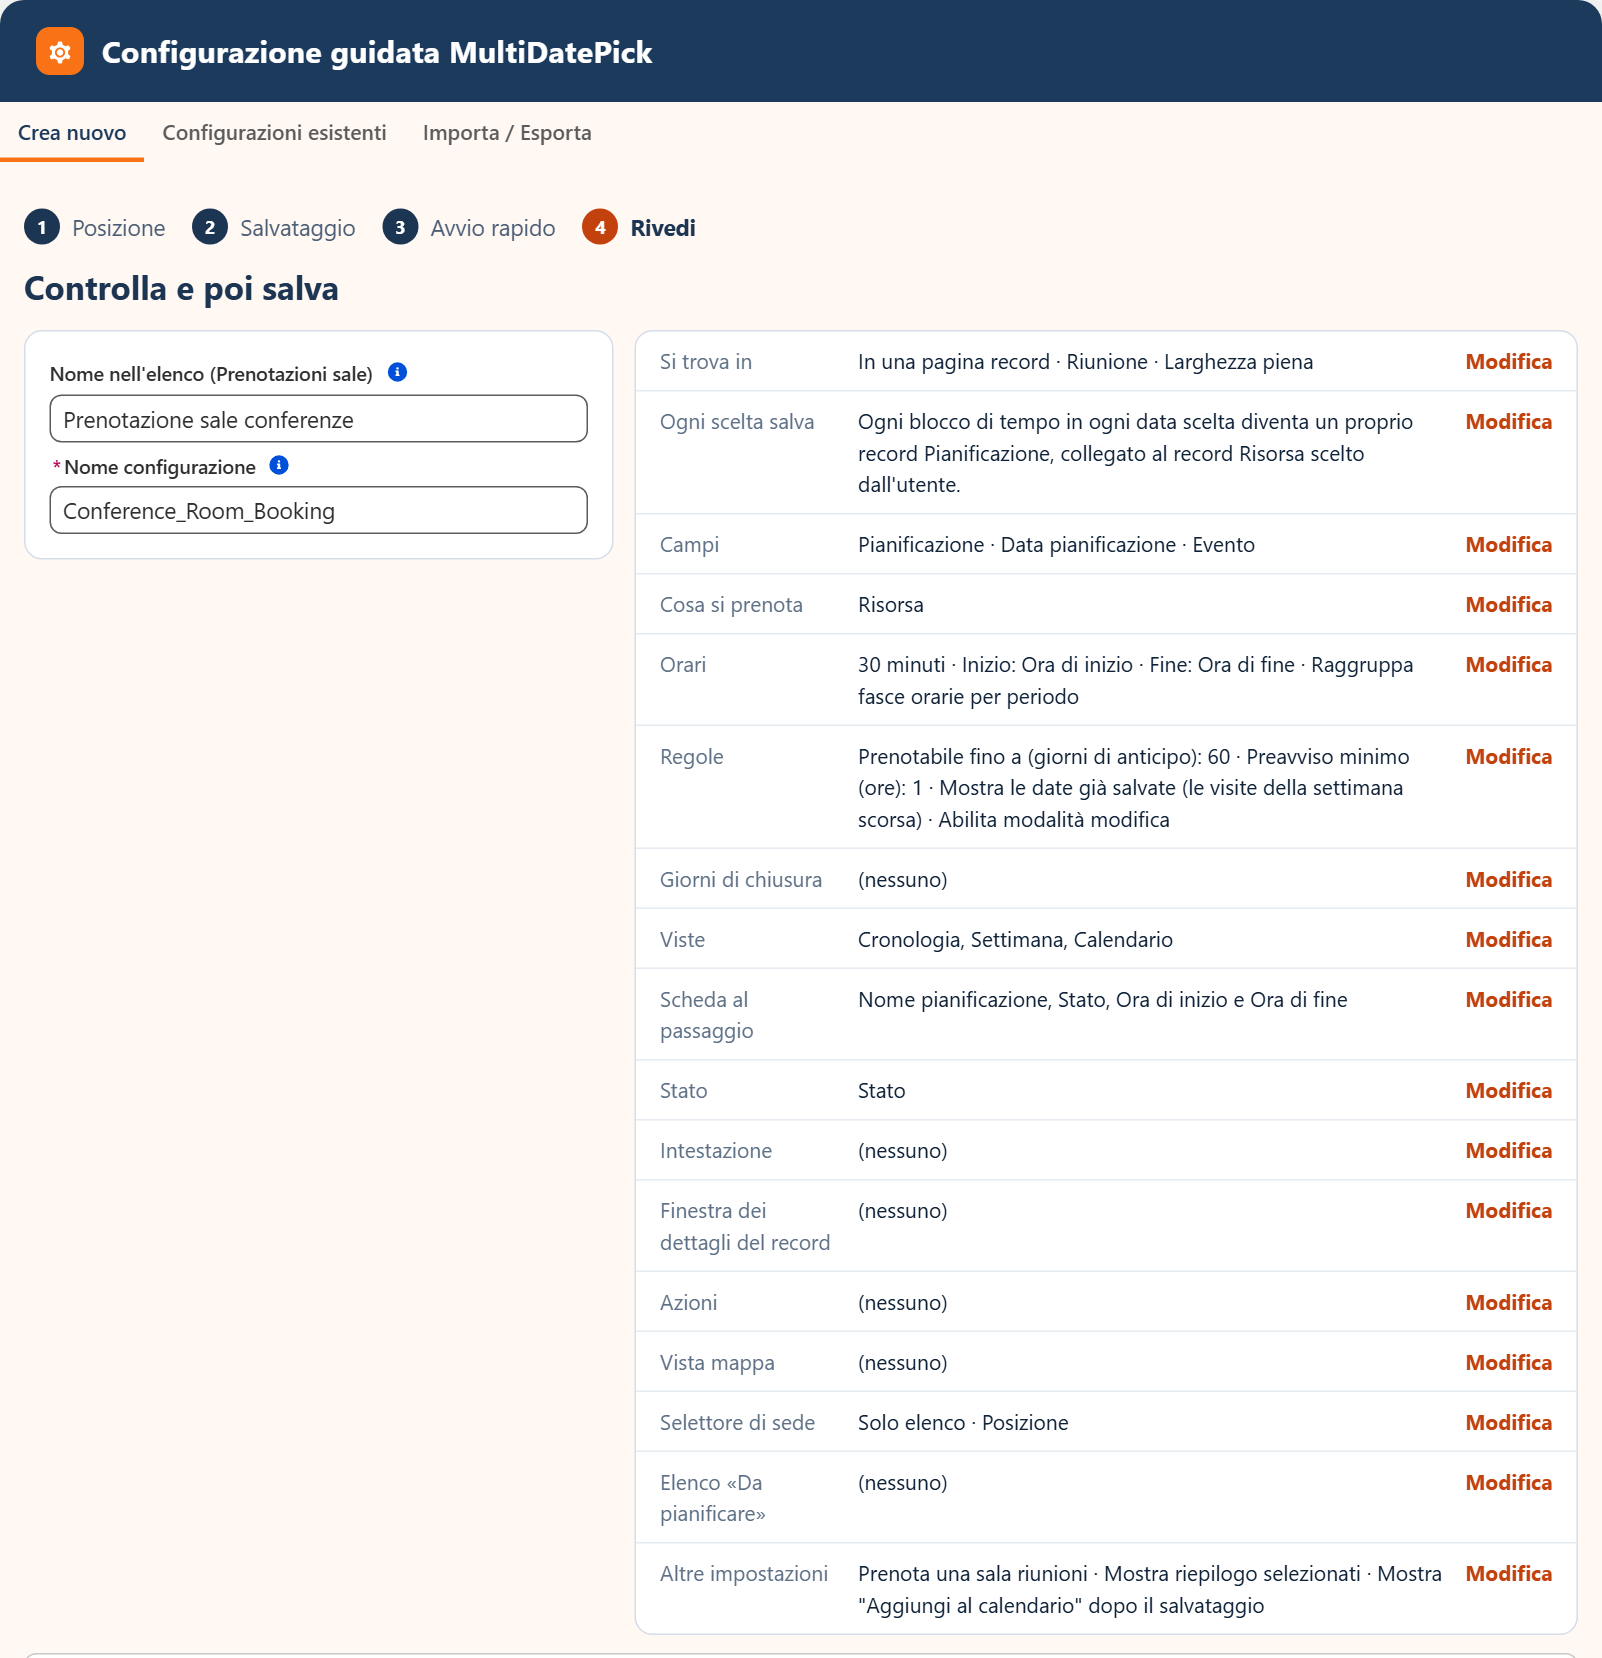 Configurazione guidata MultiDatePick
Crea nuovo
Configurazioni esistenti
Importa / Esporta
1 Posizione
2 Salvataggio
3 Avvio rapido
4 Rivedi
Controlla e poi salva
Nome nell'elenco (Prenotazioni sale)
Prenotazione sale conferenze
*Nome configurazione
Conference_Room_Booking
Si trova in
In una pagina record · Riunione · Larghezza piena
Modifica
Ogni scelta salva
Ogni blocco di tempo in ogni data scelta diventa un proprio
record Pianificazione, collegato al record Risorsa scelto
dall'utente.
Modifica
Campi
Pianificazione · Data pianificazione · Evento
Modifica
Cosa si prenota
Risorsa
Modifica
Orari
30 minuti · Inizio: Ora di inizio · Fine: Ora di fine · Raggruppa
fasce orarie per periodo
Modifica
Regole
Prenotabile fino a (giorni di anticipo): 60 · Preavviso minimo
(ore): 1 · Mostra le date già salvate (le visite della settimana
scorsa) · Abilita modalità modifica
Modifica
Giorni di chiusura
(nessuno)
Modifica
Viste
Cronologia, Settimana, Calendario
Modifica
Scheda al
passaggio
Nome pianificazione, Stato, Ora di inizio e Ora di fine
Modifica
Stato
Stato
Modifica
Intestazione
(nessuno)
Modifica
Finestra dei
dettagli del record
(nessuno)
Modifica
Azioni
(nessuno)
Modifica
Vista mappa
(nessuno)
Modifica
Selettore di sede
Solo elenco · Posizione
Modifica
Elenco «Da
pianificare»
(nessuno)
Modifica
Altre impostazioni
Prenota una sala riunioni · Mostra riepilogo selezionati · Mostra
"Aggiungi al calendario" dopo il salvataggio
Modifica